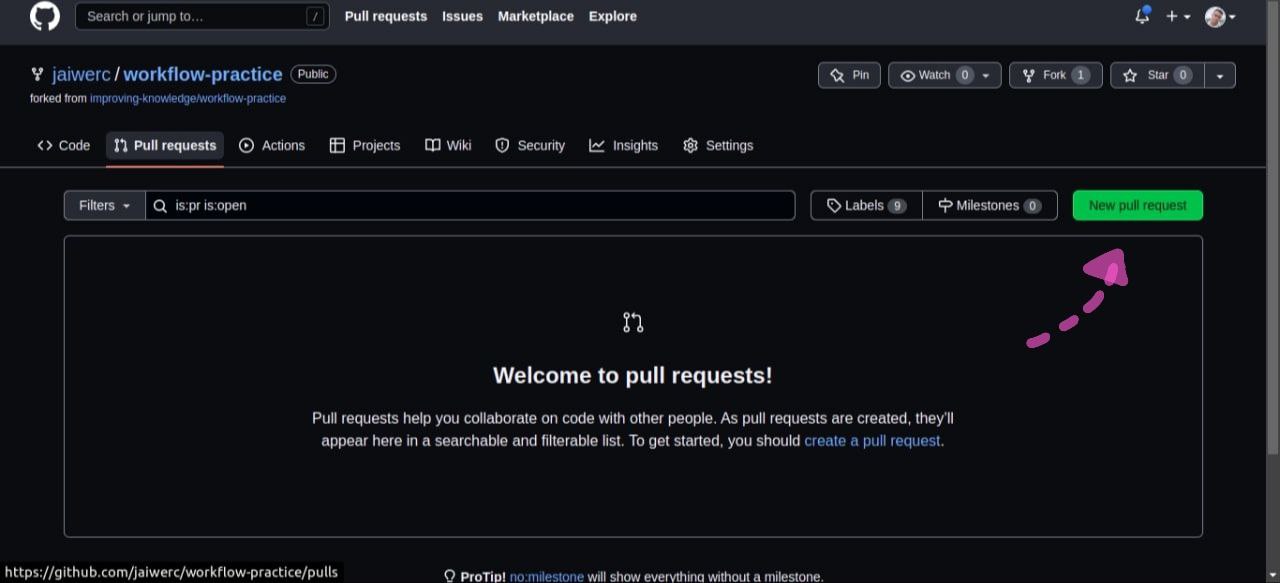 Search or jump to... /
Pull requests Issues Marketplace Explore
jaiwerc/workflow-practice Public
forked from improving-knowledge/workflow-practice
Pin Watch 0 Fork 1 Star 0
Code Pull requests Actions Projects Wiki Security Insights Settings
Filters is:pr is:open Labels 9 Milestones 0 New pull request
Welcome to pull requests!
Pull requests help you collaborate on code with other people. As pull requests are created, they'll
appear here in a searchable and filterable list. To get started, you should create a pull request.
https://github.com/jaiwerc/workflow-practice/pulls
ProTip! no:milestone will show everything without a milestone.